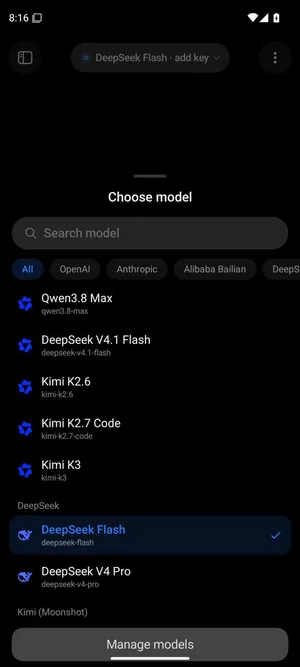 8:16
DeepSeek Flash · add key
Choose model
Search model
All OpenAI Anthropic Alibaba Bailian DeepS
Qwen3.8 Max
qwen3.8-max
DeepSeek V4.1 Flash
deepseek-v4.1-flash
Kimi K2.6
kimi-k2.6
Kimi K2.7 Code
kimi-k2.7-code
Kimi K3
kimi-k3
DeepSeek
DeepSeek Flash
deepseek-flash
DeepSeek V4 Pro
deepseek-v4-pro
Kimi (Moonshot)
Manage models